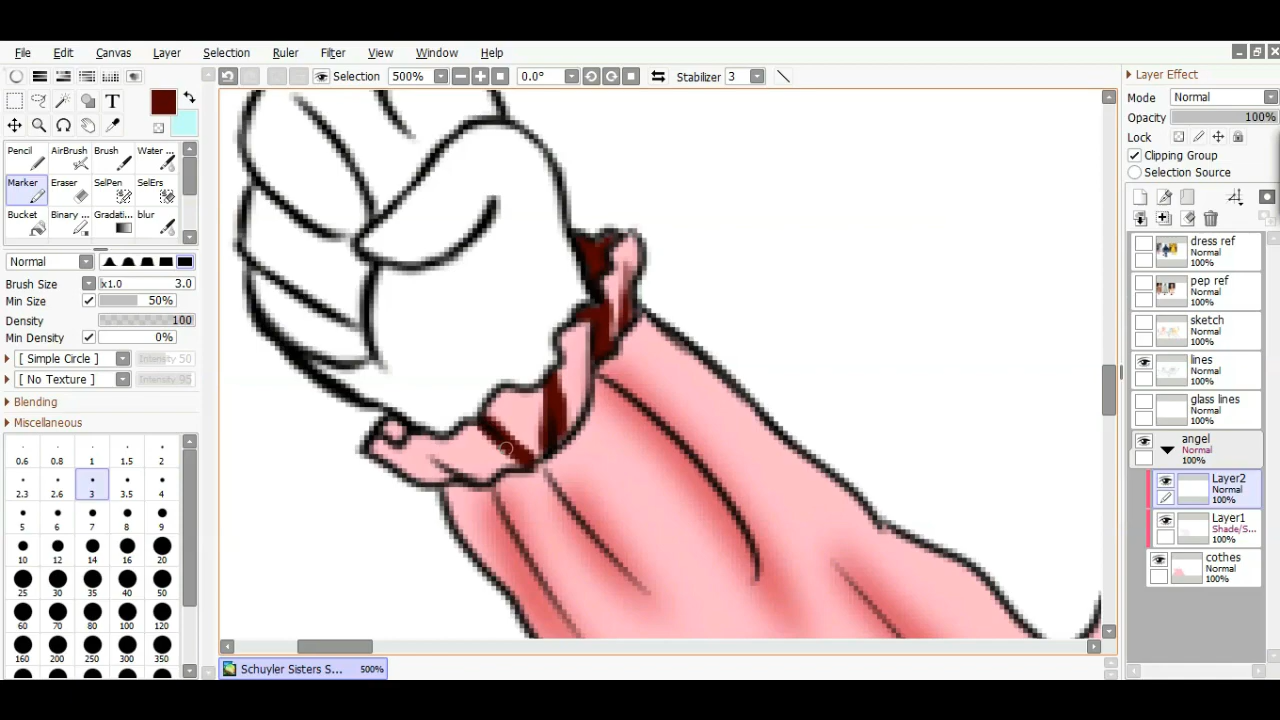 File Edit Canvas Layer Selection Ruler Filter View Window Help
Selection 500% 0.0° Stabilizer 3
T
Pencil AirBrush Brush Water ...
Marker Eraser SelPen SelErs
Bucket Binary ... Gradati... blur
Normal
Brush Size x1.0 3.0
Min Size 50%
Density 100
Min Density 0%
[ Simple Circle ] Intensity 50
[ No Texture ] Intensity 95
Blending
Miscellaneous
0.6 0.8 1 1.5 2
2.3 2.6 3 3.5 4
5 6 7 8 9
10 12 14 16 20
25 30 35 40 50
60 70 80 100 120
160 200 250 300 350
Schuyler Sisters S... 500%
Layer Effect
Mode Normal
Opacity 100%
Lock
Clipping Group
Selection Source
dress ref
Normal
100%
pep ref
Normal
100%
sketch
Normal
100%
lines
Normal
100%
glass lines
Normal
100%
angel
Normal
100%
Layer2
Normal
100%
Layer1
Shade/S...
100%
cothes
Normal
100%